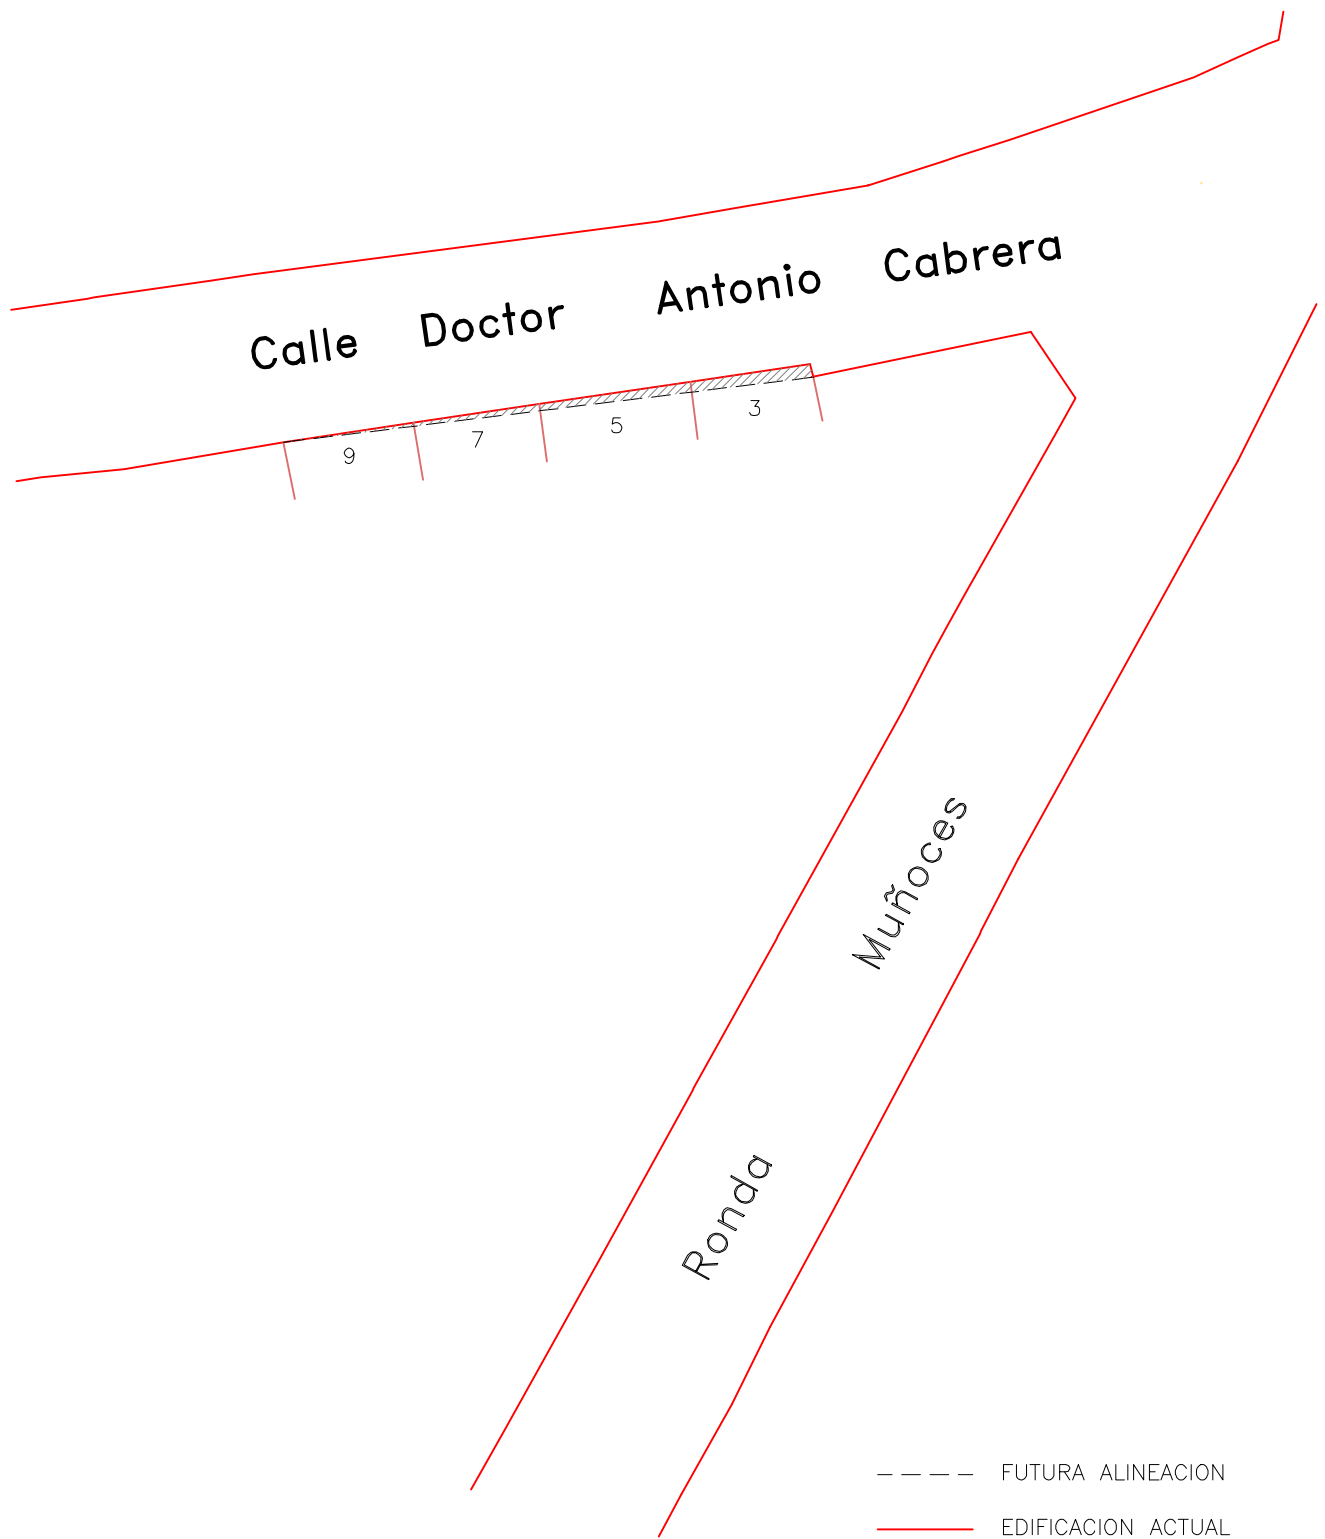 Calle Doctor Antonio Cabrera
9 7 5 3
Ronda Muñoces
FUTURA ALINEACION
EDIFICACION ACTUAL